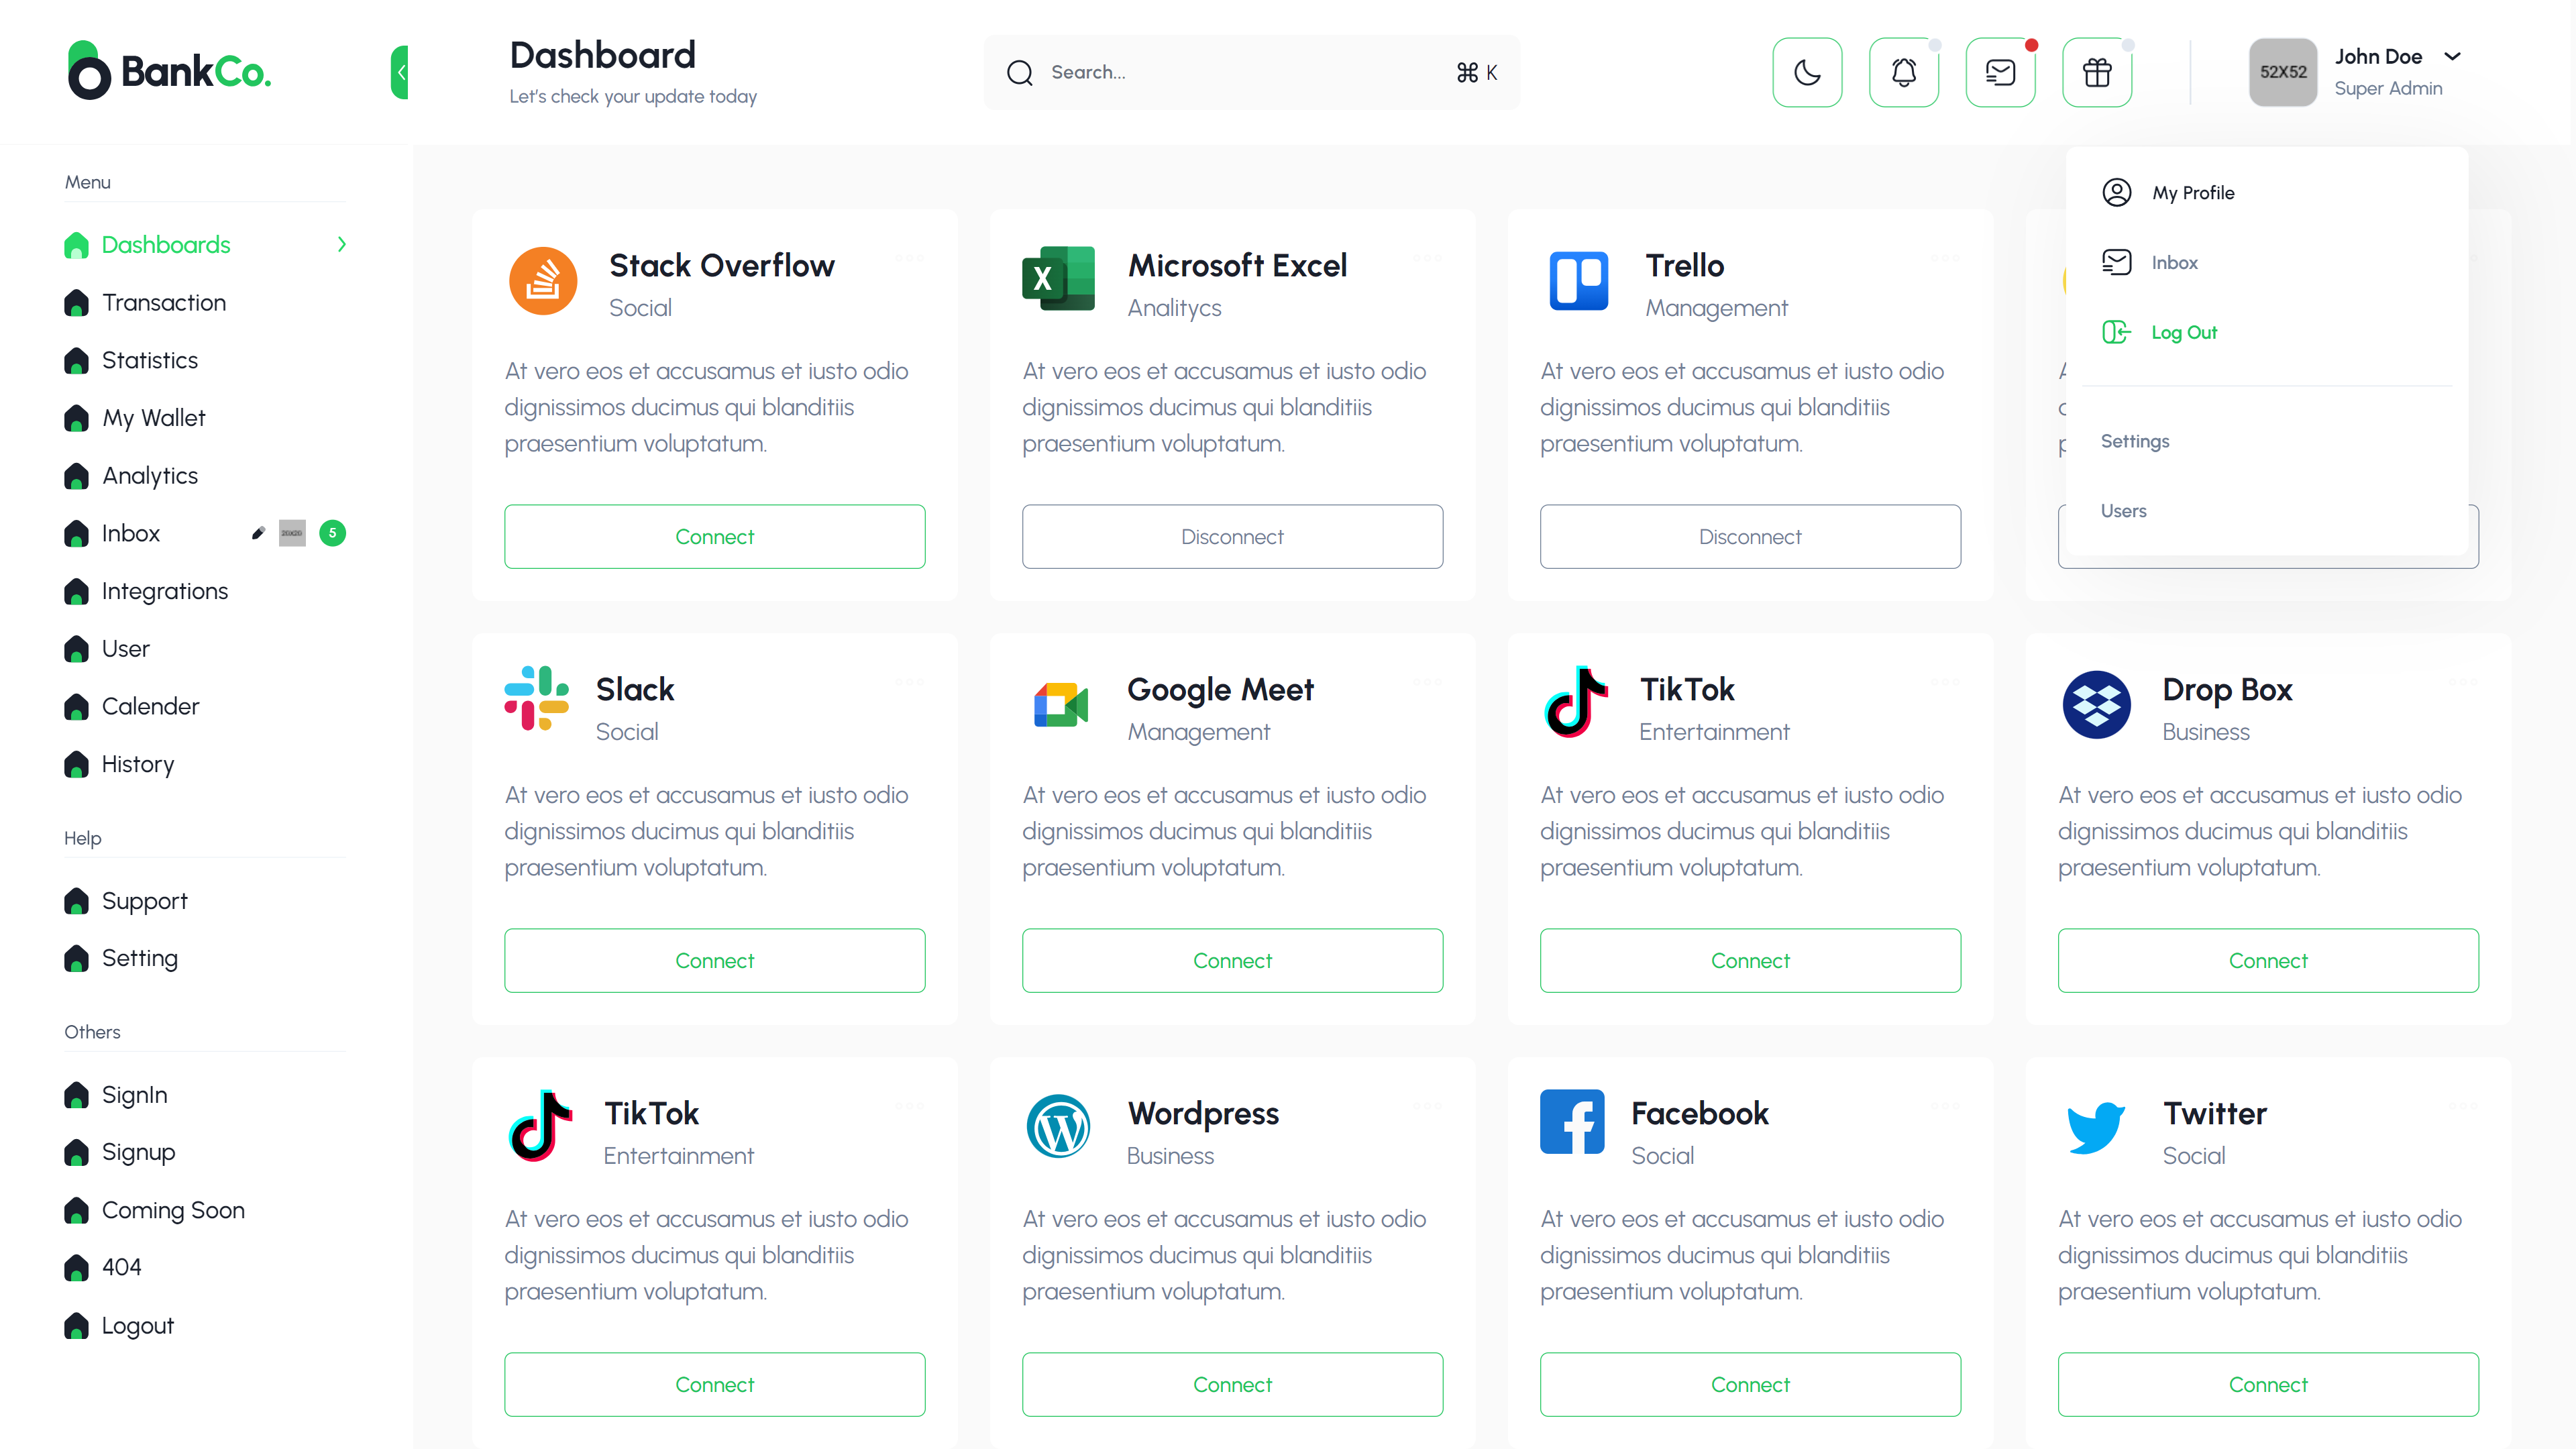 BankCo.
Dashboard
Let's check your update today
Search...
⌘ K
52X52
John Doe
Super Admin
Menu
Dashboards
Transaction
Statistics
My Wallet
Analytics
Inbox
5
Integrations
User
Calender
History
Help
Support
Setting
Others
SignIn
Signup
Coming Soon
404
Logout
My Profile
Inbox
Log Out
Settings
Users
Stack Overflow
Social
At vero eos et accusamus et iusto odio
dignissimos ducimus qui blanditiis
praesentium voluptatum.
Connect
Microsoft Excel
Analitycs
At vero eos et accusamus et iusto odio
dignissimos ducimus qui blanditiis
praesentium voluptatum.
Disconnect
Trello
Management
At vero eos et accusamus et iusto odio
dignissimos ducimus qui blanditiis
praesentium voluptatum.
Disconnect
Slack
Social
At vero eos et accusamus et iusto odio
dignissimos ducimus qui blanditiis
praesentium voluptatum.
Connect
Google Meet
Management
At vero eos et accusamus et iusto odio
dignissimos ducimus qui blanditiis
praesentium voluptatum.
Connect
TikTok
Entertainment
At vero eos et accusamus et iusto odio
dignissimos ducimus qui blanditiis
praesentium voluptatum.
Connect
Drop Box
Business
At vero eos et accusamus et iusto odio
dignissimos ducimus qui blanditiis
praesentium voluptatum.
Connect
TikTok
Entertainment
At vero eos et accusamus et iusto odio
dignissimos ducimus qui blanditiis
praesentium voluptatum.
Connect
Wordpress
Business
At vero eos et accusamus et iusto odio
dignissimos ducimus qui blanditiis
praesentium voluptatum.
Connect
Facebook
Social
At vero eos et accusamus et iusto odio
dignissimos ducimus qui blanditiis
praesentium voluptatum.
Connect
Twitter
Social
At vero eos et accusamus et iusto odio
dignissimos ducimus qui blanditiis
praesentium voluptatum.
Connect